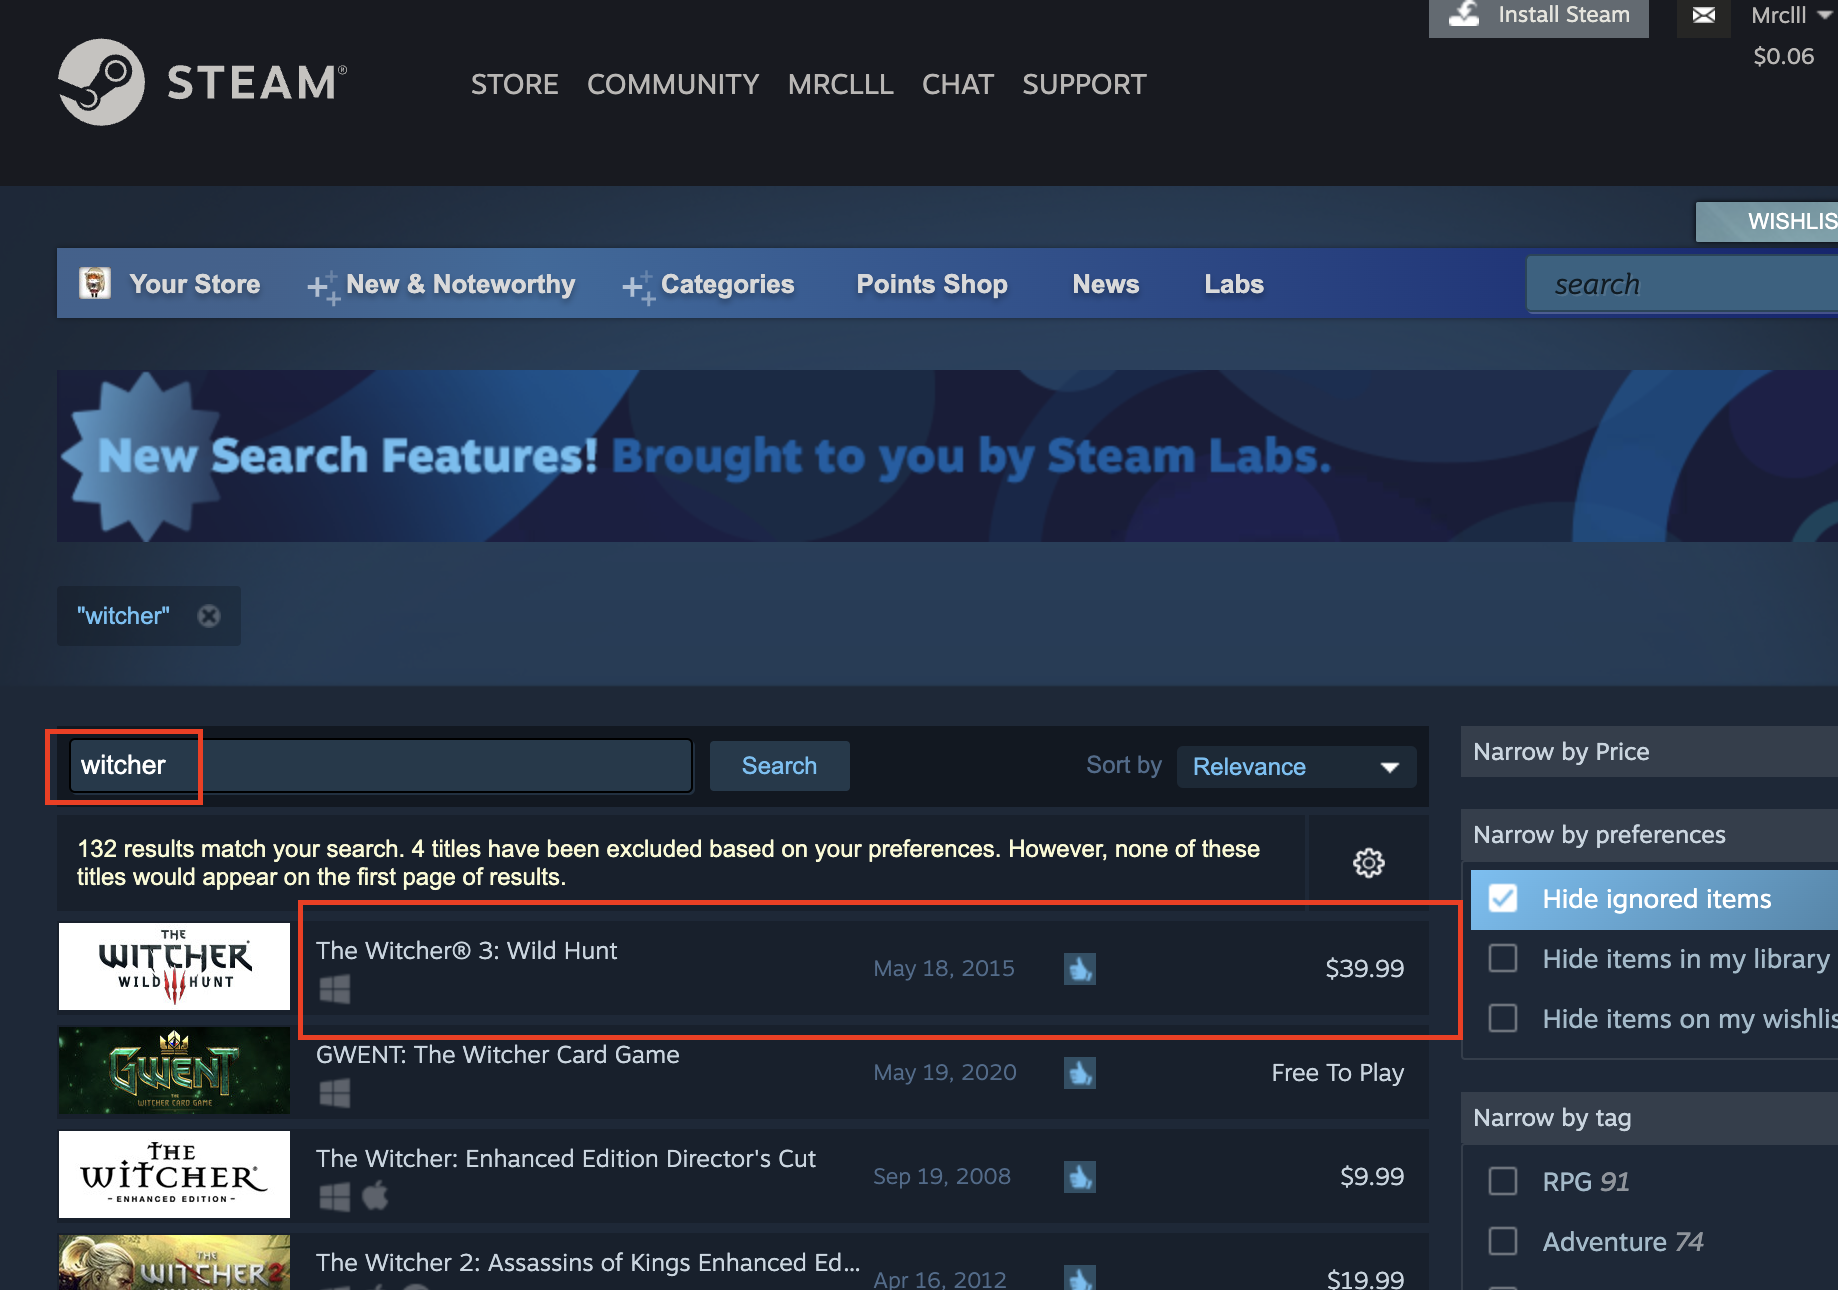 Install Steam
Mrclll
$0.06
STEAM®
STORE
COMMUNITY
MRCLLL
CHAT
SUPPORT
WISHLIS
Your Store
New & Noteworthy
Categories
Points Shop
News
Labs
search
New Search Features! Brought to you by Steam Labs.
"witcher"
witcher
Search
Sort by
Relevance
132 results match your search. 4 titles have been excluded based on your preferences. However, none of these
titles would appear on the first page of results.
THE
WITCHER
WILD HUNT
The Witcher® 3: Wild Hunt
May 18, 2015
$39.99
GWENT
THE
WITCHER CARD GAME
GWENT: The Witcher Card Game
May 19, 2020
Free To Play
THE
WITCHER
- ENHANCED EDITION -
The Witcher: Enhanced Edition Director's Cut
Sep 19, 2008
$9.99
THE
WITCHER 2
The Witcher 2: Assassins of Kings Enhanced Ed...
Apr 16, 2012
$19.99
Narrow by Price
Narrow by preferences
Hide ignored items
Hide items in my library
Hide items on my wishlis
Narrow by tag
RPG 91
Adventure 74